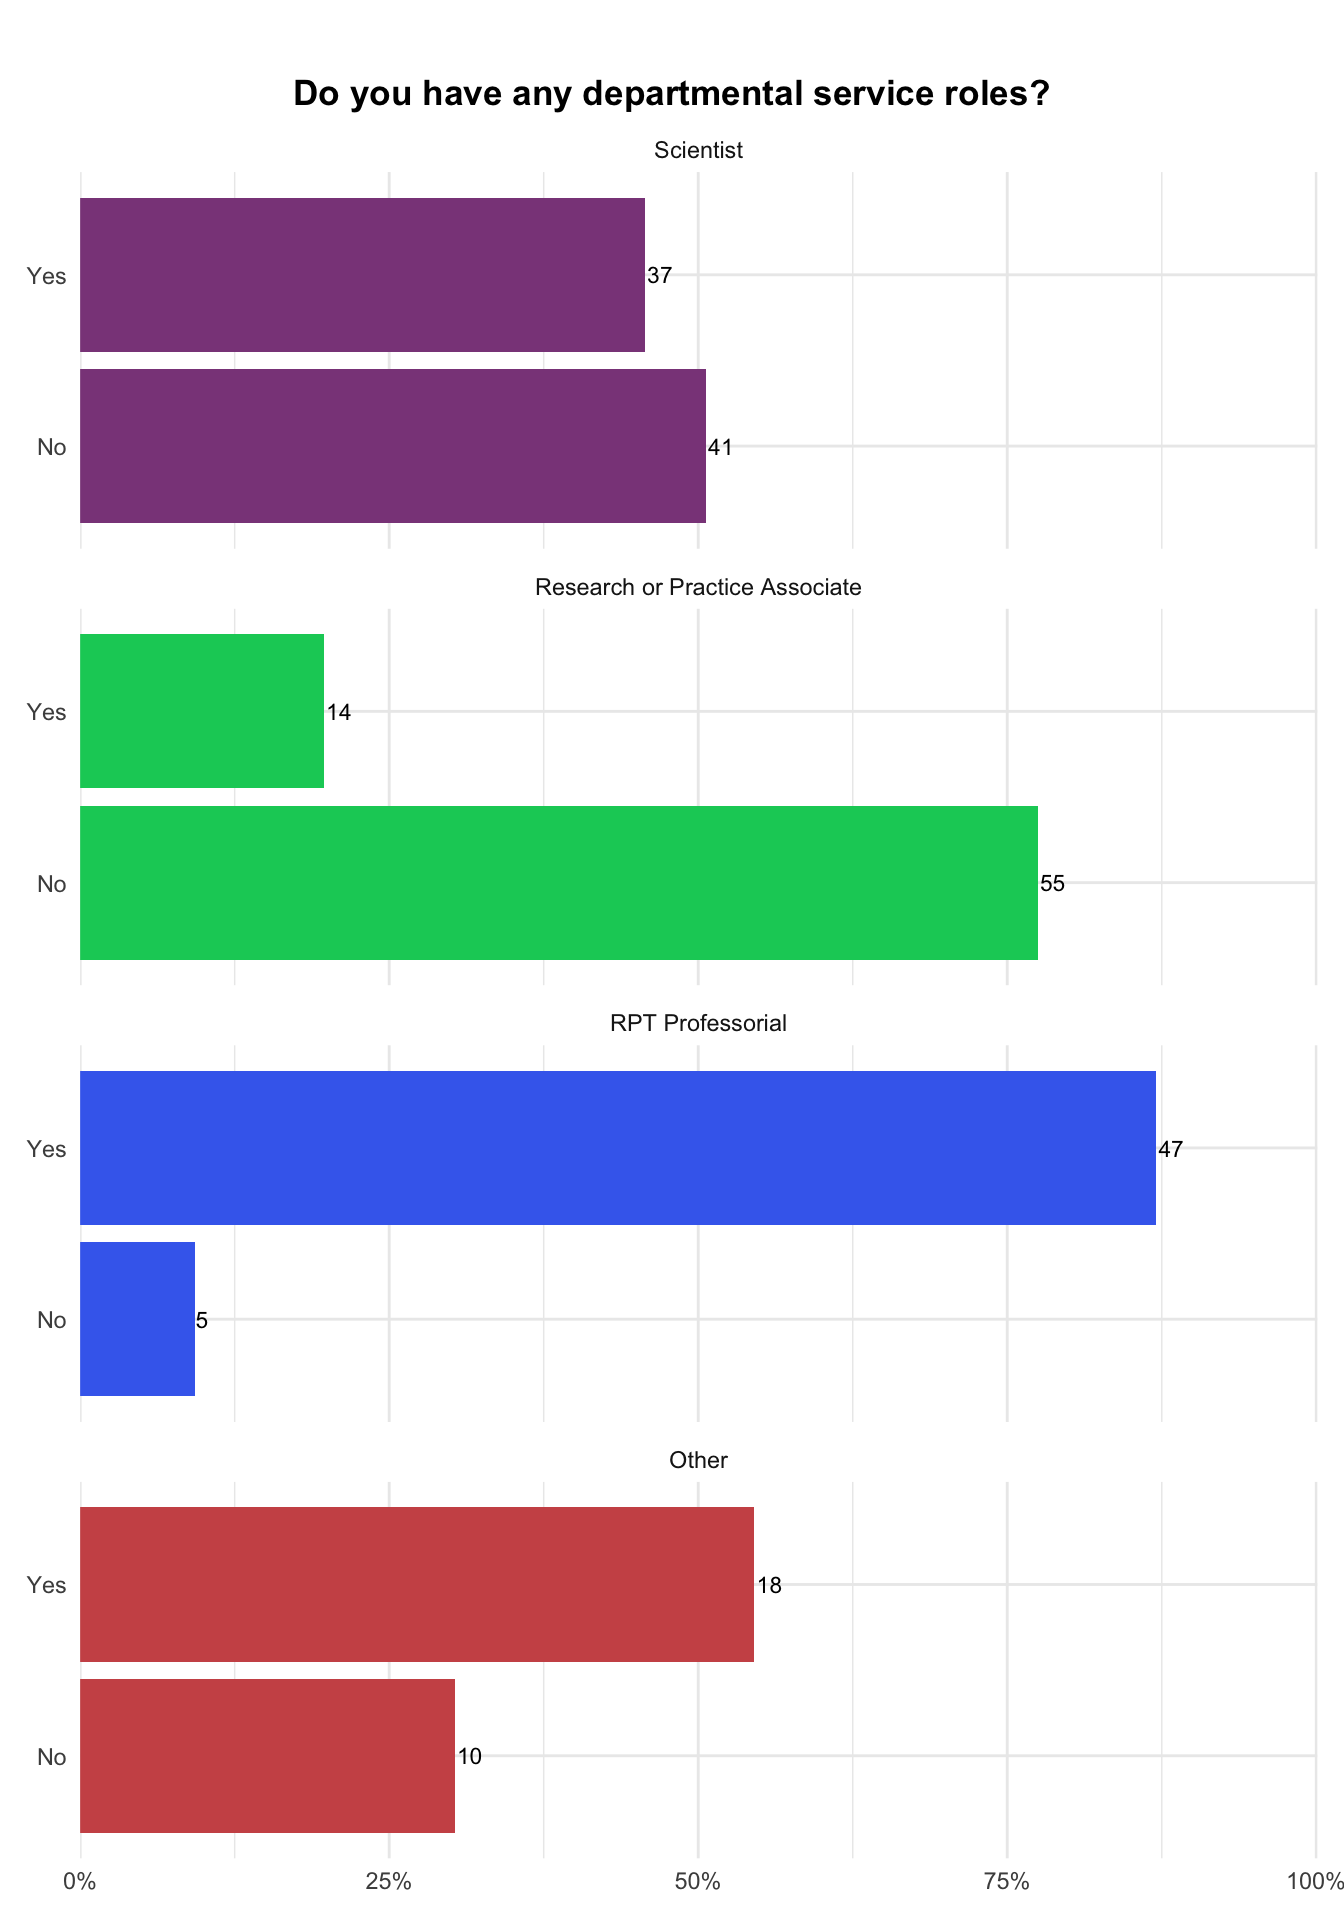 Do you have any departmental service roles?
Scientist
Yes
37
No
41
Research or Practice Associate
Yes
14
No
55
RPT Professorial
Yes
47
No
5
Other
Yes
18
No
10
0%
25%
50%
75%
100%